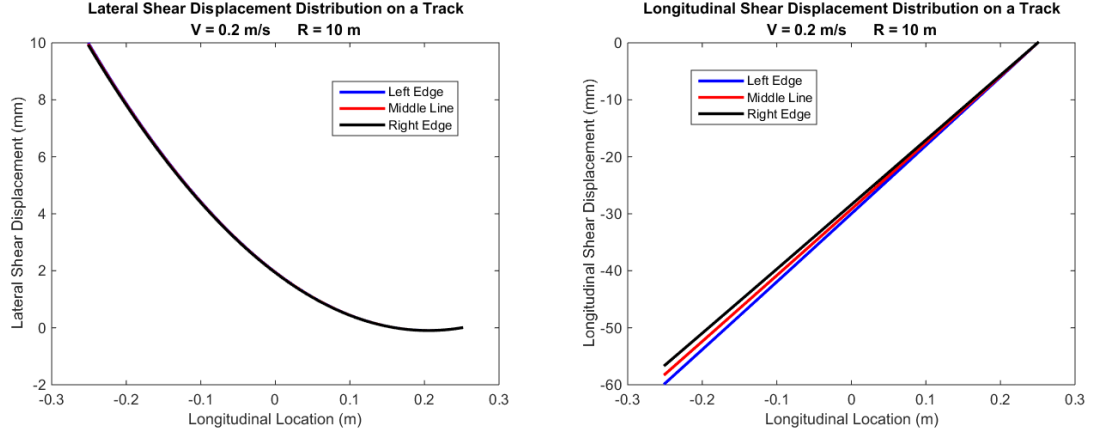 Lateral Shear Displacement Distribution on a Track
V = 0.2 m/s R = 10 m
10
8
6
4
2
0
-2
-0.3
-0.2
-0.1
0
0.1
0.2
0.3
Lateral Shear Displacement (mm)
Longitudinal Location (m)
Left Edge
Middle Line
Right Edge
Longitudinal Shear Displacement Distribution on a Track
V = 0.2 m/s R = 10 m
0
-10
-20
-30
-40
-50
-60
-0.3
-0.2
-0.1
0
0.1
0.2
0.3
Longitudinal Shear Displacement (mm)
Longitudinal Location (m)
Left Edge
Middle Line
Right Edge